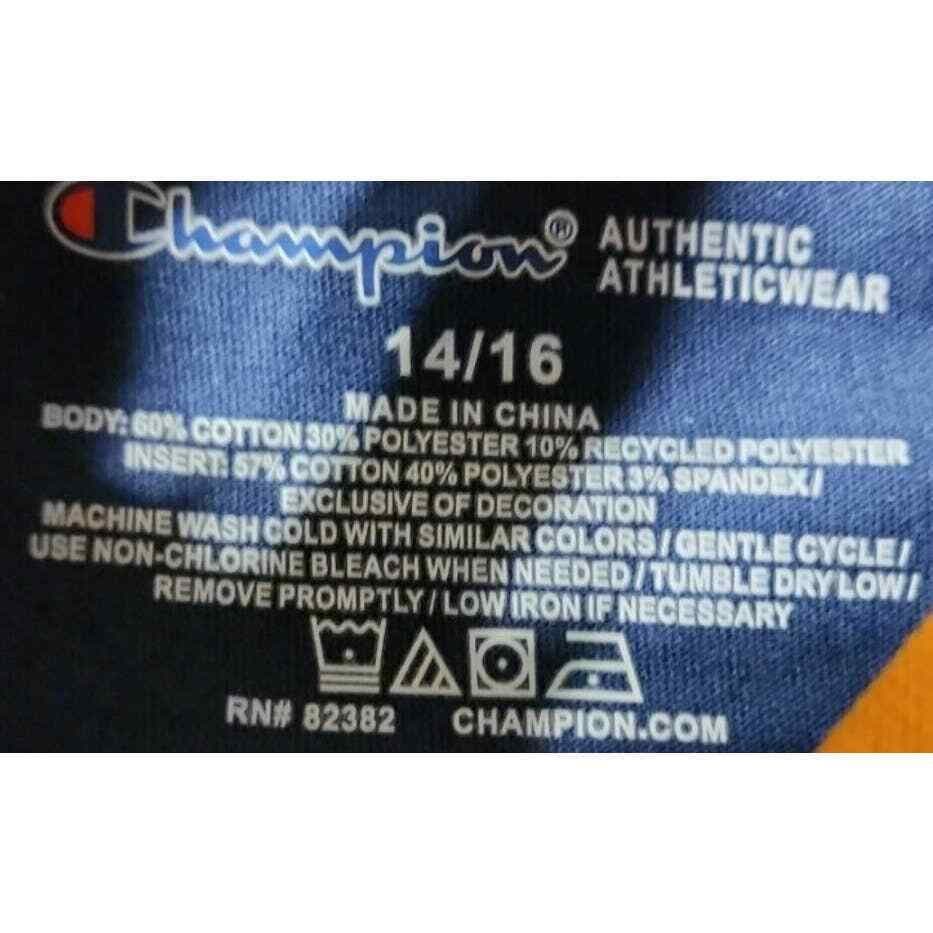 Champion® AUTHENTIC
ATHLETICWEAR
14/16
MADE IN CHINA
BODY: 60% COTTON 30% POLYESTER 10% RECYCLED POLYESTER
INSERT: 57% COTTON 40% POLYESTER 3% SPANDEX/
EXCLUSIVE OF DECORATION
MACHINE WASH COLD WITH SIMILAR COLORS / GENTLE CYCLE /
USE NON-CHLORINE BLEACH WHEN NEEDED / TUMBLE DRY LOW /
REMOVE PROMPTLY / LOW IRON IF NECESSARY
RN# 82382 CHAMPION.COM